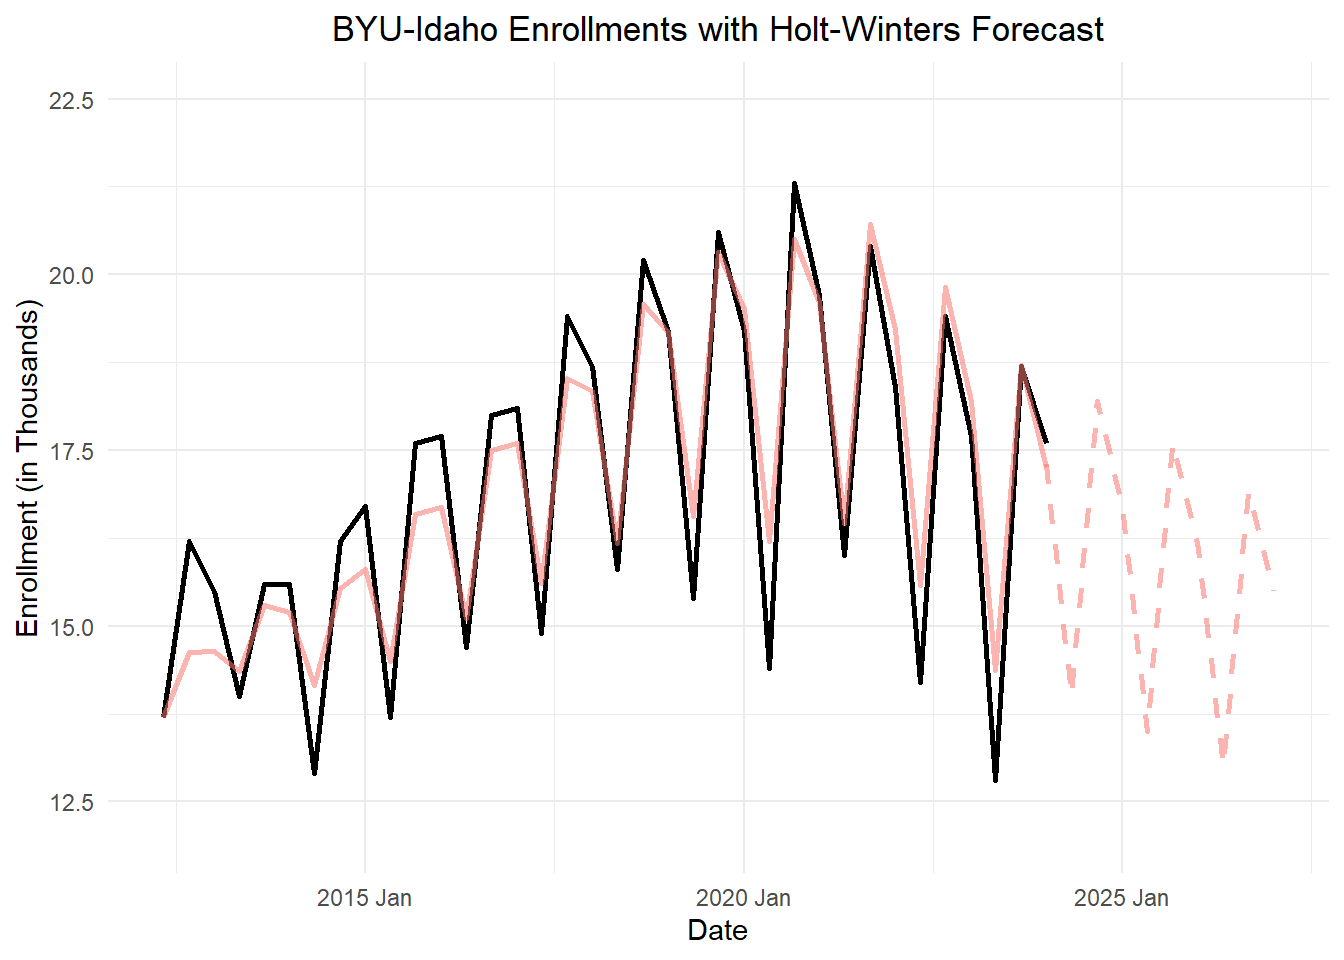 BYU-Idaho Enrollments with Holt-Winters Forecast
22.5
20.0
17.5
15.0
12.5
Enrollment (in Thousands)
2015 Jan
2020 Jan
2025 Jan
Date